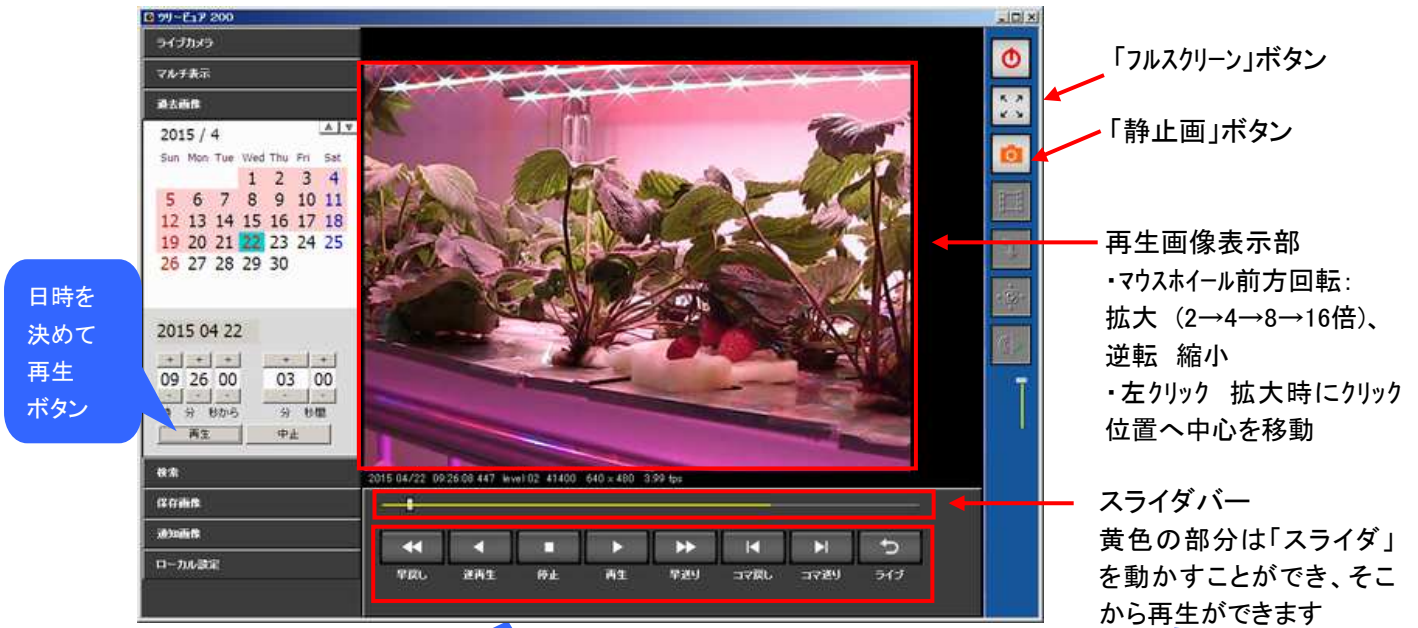 クリーピュア 200
ライブカメラ
マルチ表示
過去画像
2015 / 4
Sun Mon Tue Wed Thu Fri Sat
1 2 3 4
5 6 7 8 9 10 11
12 13 14 15 16 17 18
19 20 21 22 23 24 25
26 27 28 29 30
2015 04 22
+ + + + +
09 26 00 03 00
- - - - -
分 秒から 分 秒間
再生 中止
検索
保存画像
通知画像
ローカル設定
日時を
決めて
再生
ボタン
2015 04/22 09:26:08 447 level 02 41400 640 x 480 3.99 fps
早戻し 逆再生 停止 再生 早送り コマ戻し コマ送り ライブ
「フルスクリーン」ボタン
「静止画」ボタン
再生画像表示部
・マウスホイール前方回転:
拡大 (2→4→8→16倍)、
逆転 縮小
・左クリック 拡大時にクリック
位置へ中心を移動
スライダバー
黄色の部分は「スライダ」
を動かすことができ、そこ
から再生ができます